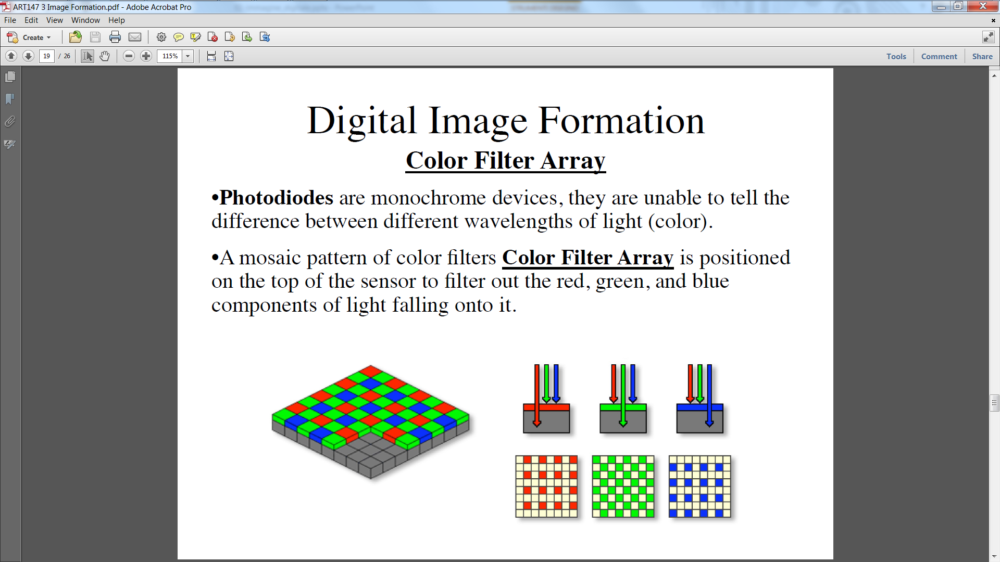 ART147 3 Image Formation.pdf - Adobe Acrobat Pro
File Edit View Window Help
Create
19 / 26 115% Tools Comment Share
Digital Image Formation
Color Filter Array
•Photodiodes are monochrome devices, they are unable to tell the
difference between different wavelengths of light (color).
•A mosaic pattern of color filters Color Filter Array is positioned
on the top of the sensor to filter out the red, green, and blue
components of light falling onto it.